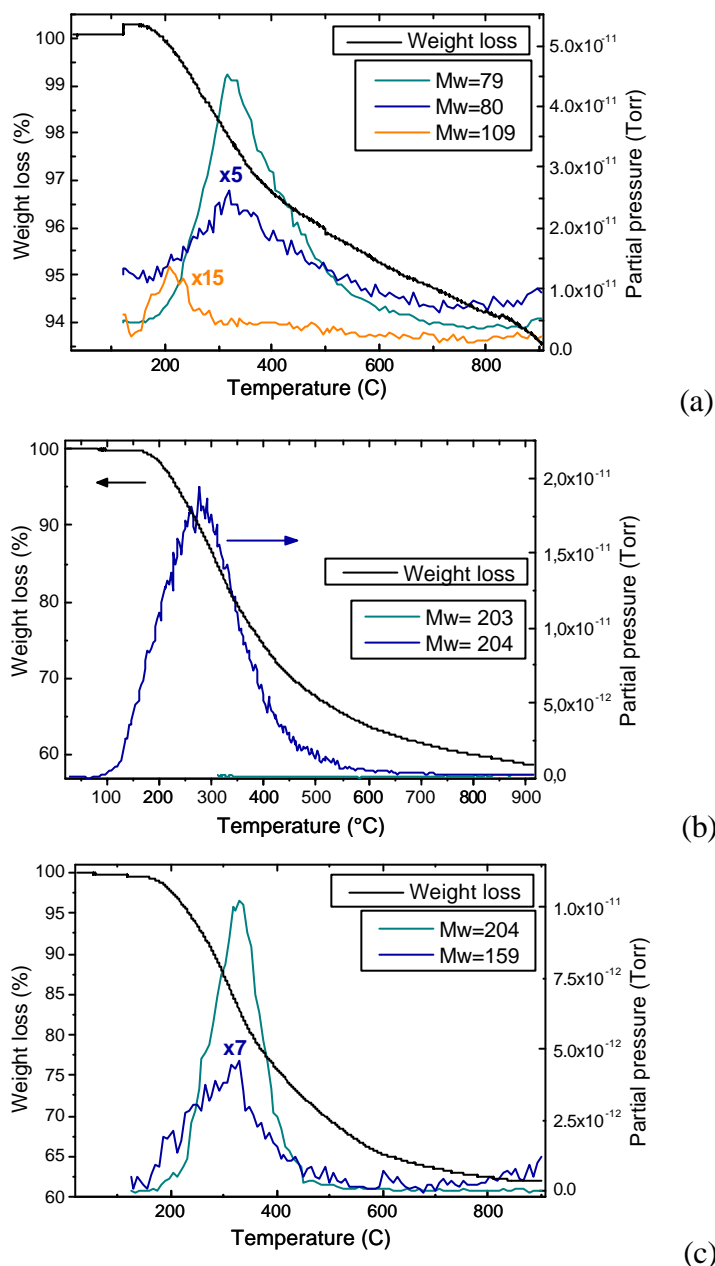 100
99
98
97
96
95
94
Weight loss (%)
Weight loss
Mw=79
Mw=80
Mw=109
x5
x15
5.0x10⁻¹¹
4.0x10⁻¹¹
3.0x10⁻¹¹
2.0x10⁻¹¹
1.0x10⁻¹¹
0.0
Partial pressure (Torr)
200 400 600 800
Temperature (C)
(a)
100
90
80
70
60
Weight loss (%)
Weight loss
Mw= 203
Mw= 204
2,0x10⁻¹¹
1,5x10⁻¹¹
1,0x10⁻¹¹
5,0x10⁻¹²
0,0
Partial pressure (Torr)
100 200 300 400 500 600 700 800 900
Temperature (°C)
(b)
100
95
90
85
80
75
70
65
60
Weight loss (%)
Weight loss
Mw=204
Mw=159
x7
1.0x10⁻¹¹
7.5x10⁻¹²
5.0x10⁻¹²
2.5x10⁻¹²
0.0
Partial pressure (Torr)
200 400 600 800
Temperature (C)
(c)